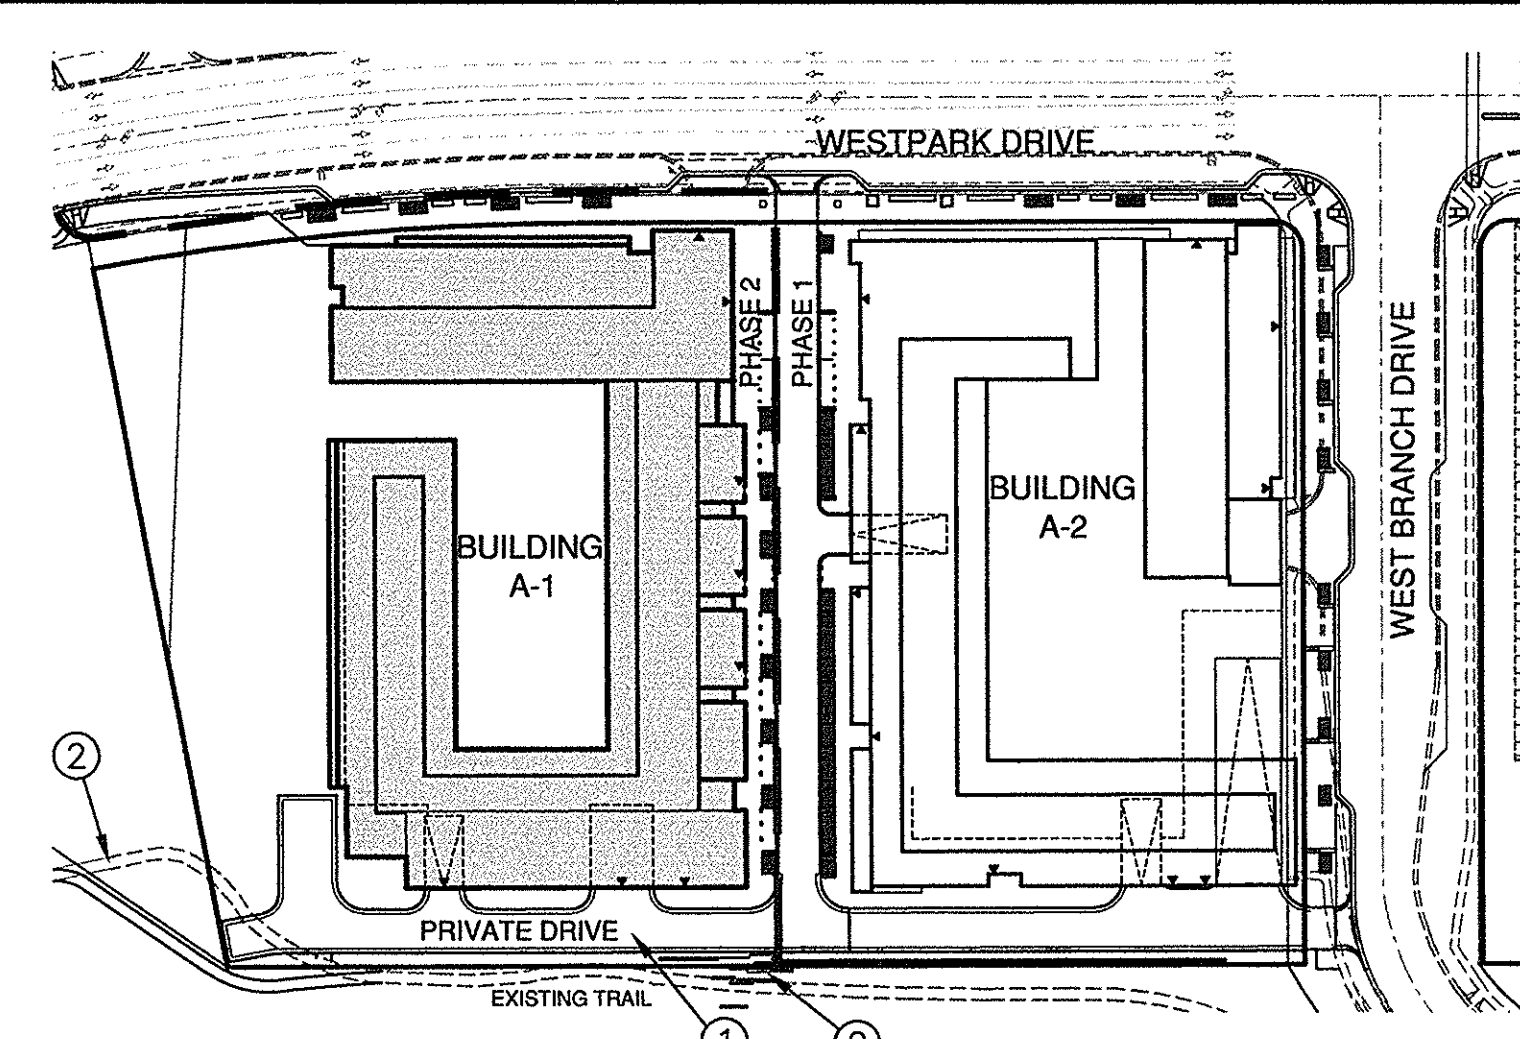 WESTPARK DRIVE
PHASE 2
PHASE 1
WEST BRANCH DRIVE
BUILDING
A-2
BUILDING
A-1
2
PRIVATE DRIVE
EXISTING TRAIL
1